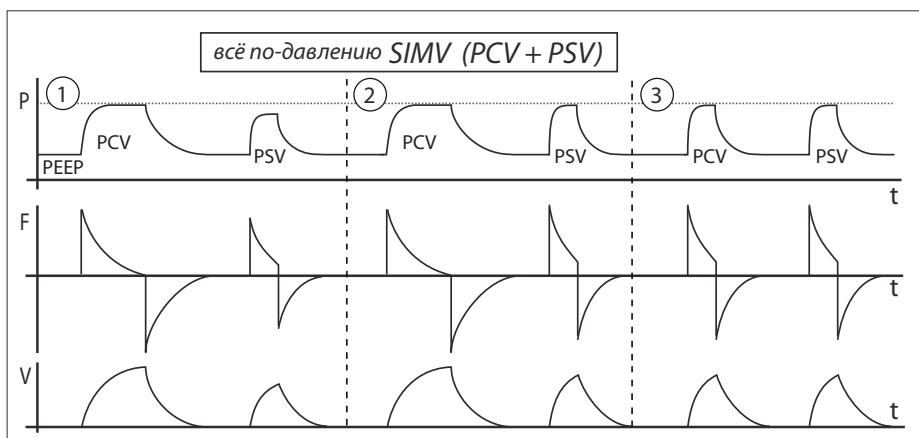 всё по-давлению SIMV (PCV + PSV)
P 1 2 3
PCV PSV PCV PSV PCV PSV
PEEP
t
F
t
V
t